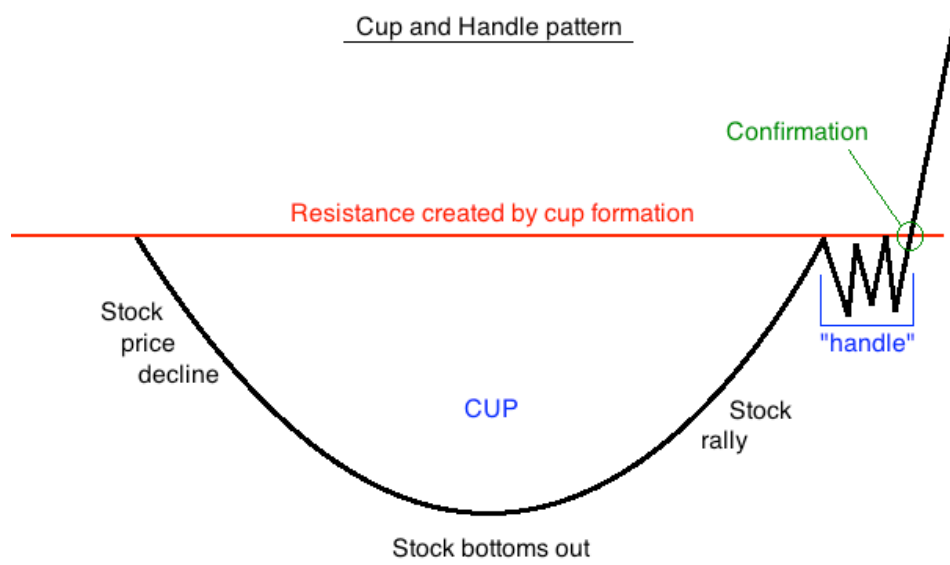 Cup and Handle pattern
Confirmation
Resistance created by cup formation
Stock
price
decline
"handle"
CUP
Stock
rally
Stock bottoms out